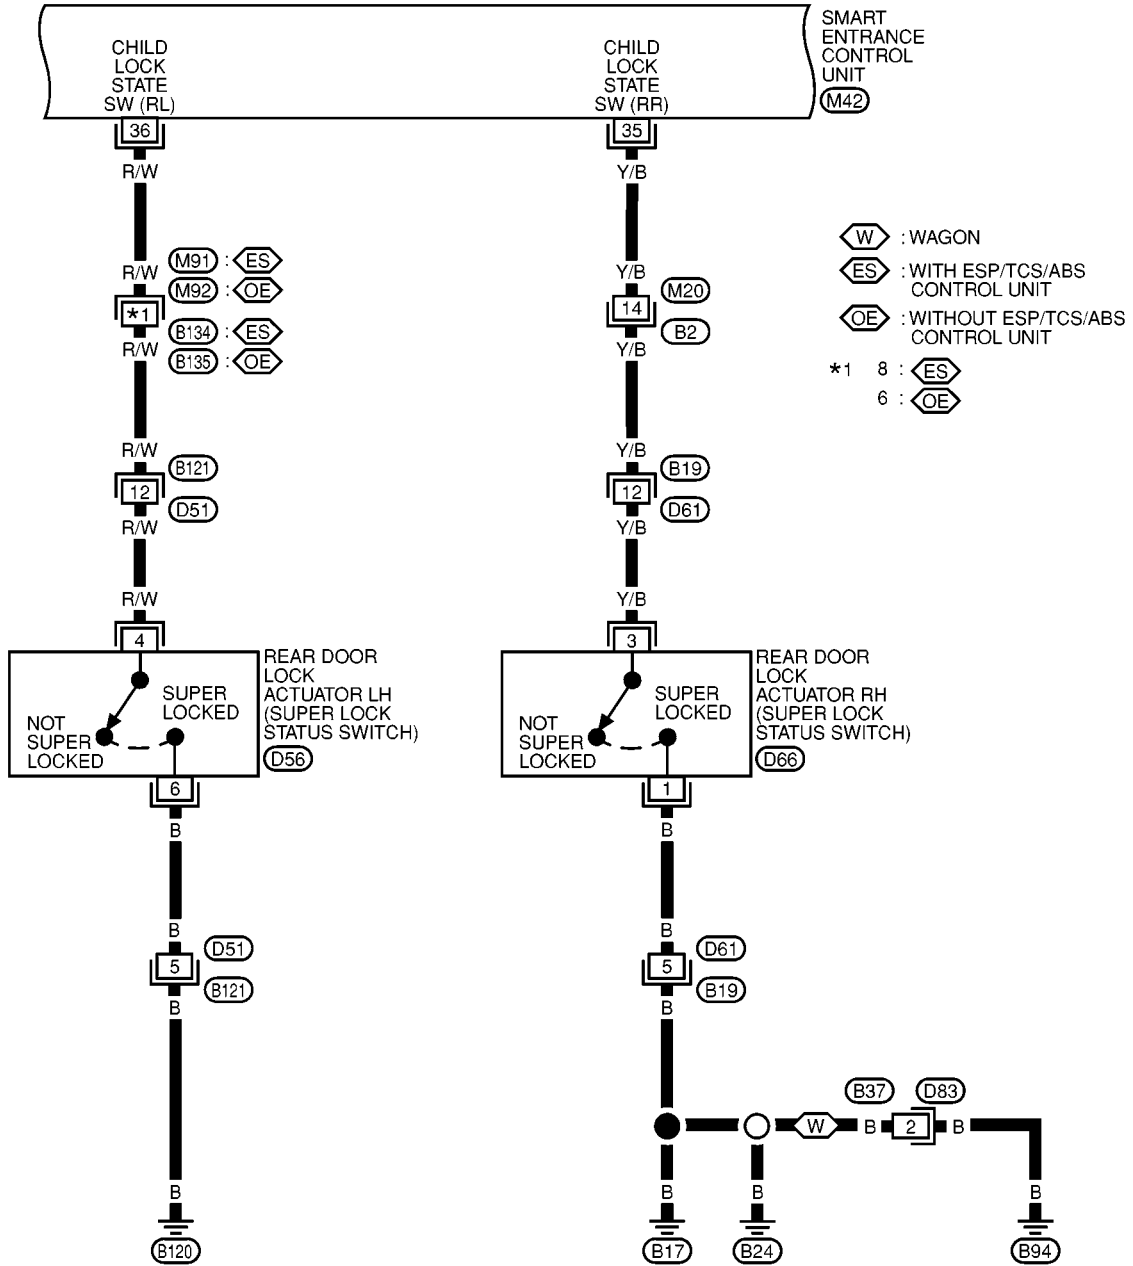 SMART
ENTRANCE
CONTROL
UNIT
M42
CHILD
LOCK
STATE
SW (RL)
CHILD
LOCK
STATE
SW (RR)
36
35
R/W
Y/B
W : WAGON
ES : WITH ESP/TCS/ABS
CONTROL UNIT
OE : WITHOUT ESP/TCS/ABS
CONTROL UNIT
*1 8 : ES
6 : OE
R/W
M91 : ES
M92 : OE
*1
B134 : ES
R/W
B135 : OE
Y/B
M20
14
B2
Y/B
R/W
B121
12
D51
R/W
Y/B
B19
12
D61
Y/B
R/W
Y/B
4
3
REAR DOOR
LOCK
ACTUATOR LH
(SUPER LOCK
STATUS SWITCH)
D56
SUPER
LOCKED
NOT
SUPER
LOCKED
REAR DOOR
LOCK
ACTUATOR RH
(SUPER LOCK
STATUS SWITCH)
D66
SUPER
LOCKED
NOT
SUPER
LOCKED
6
1
B
B
B
B
D51
5
B121
B
D61
5
B19
B
B37
D83
W
B
2
B
B
B
B
B
B120
B17
B24
B94